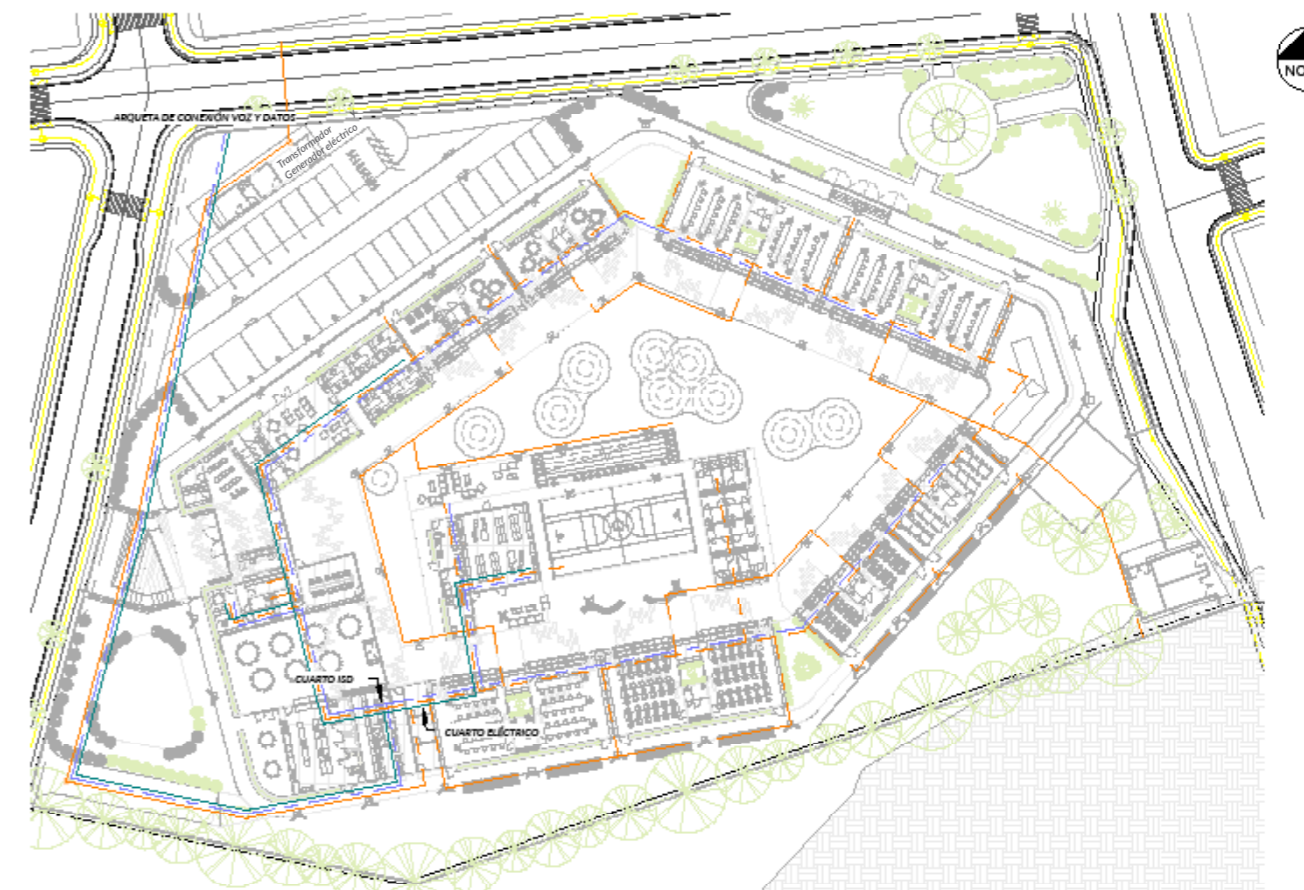 NO
ARQUETA DE CONEXIÓN VOZ Y DATOS
Transformador
Generador eléctrico
CUARTO ISD
CUARTO ELÉCTRICO